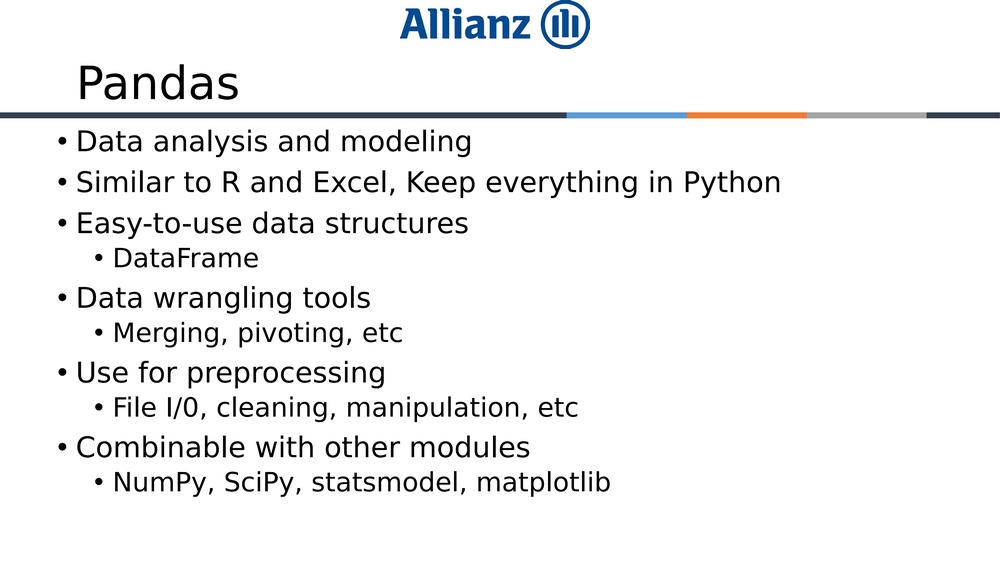 Allianz
Pandas
• Data analysis and modeling
• Similar to R and Excel, Keep everything in Python
• Easy-to-use data structures
• DataFrame
• Data wrangling tools
• Merging, pivoting, etc
• Use for preprocessing
• File I/0, cleaning, manipulation, etc
• Combinable with other modules
• NumPy, SciPy, statsmodel, matplotlib